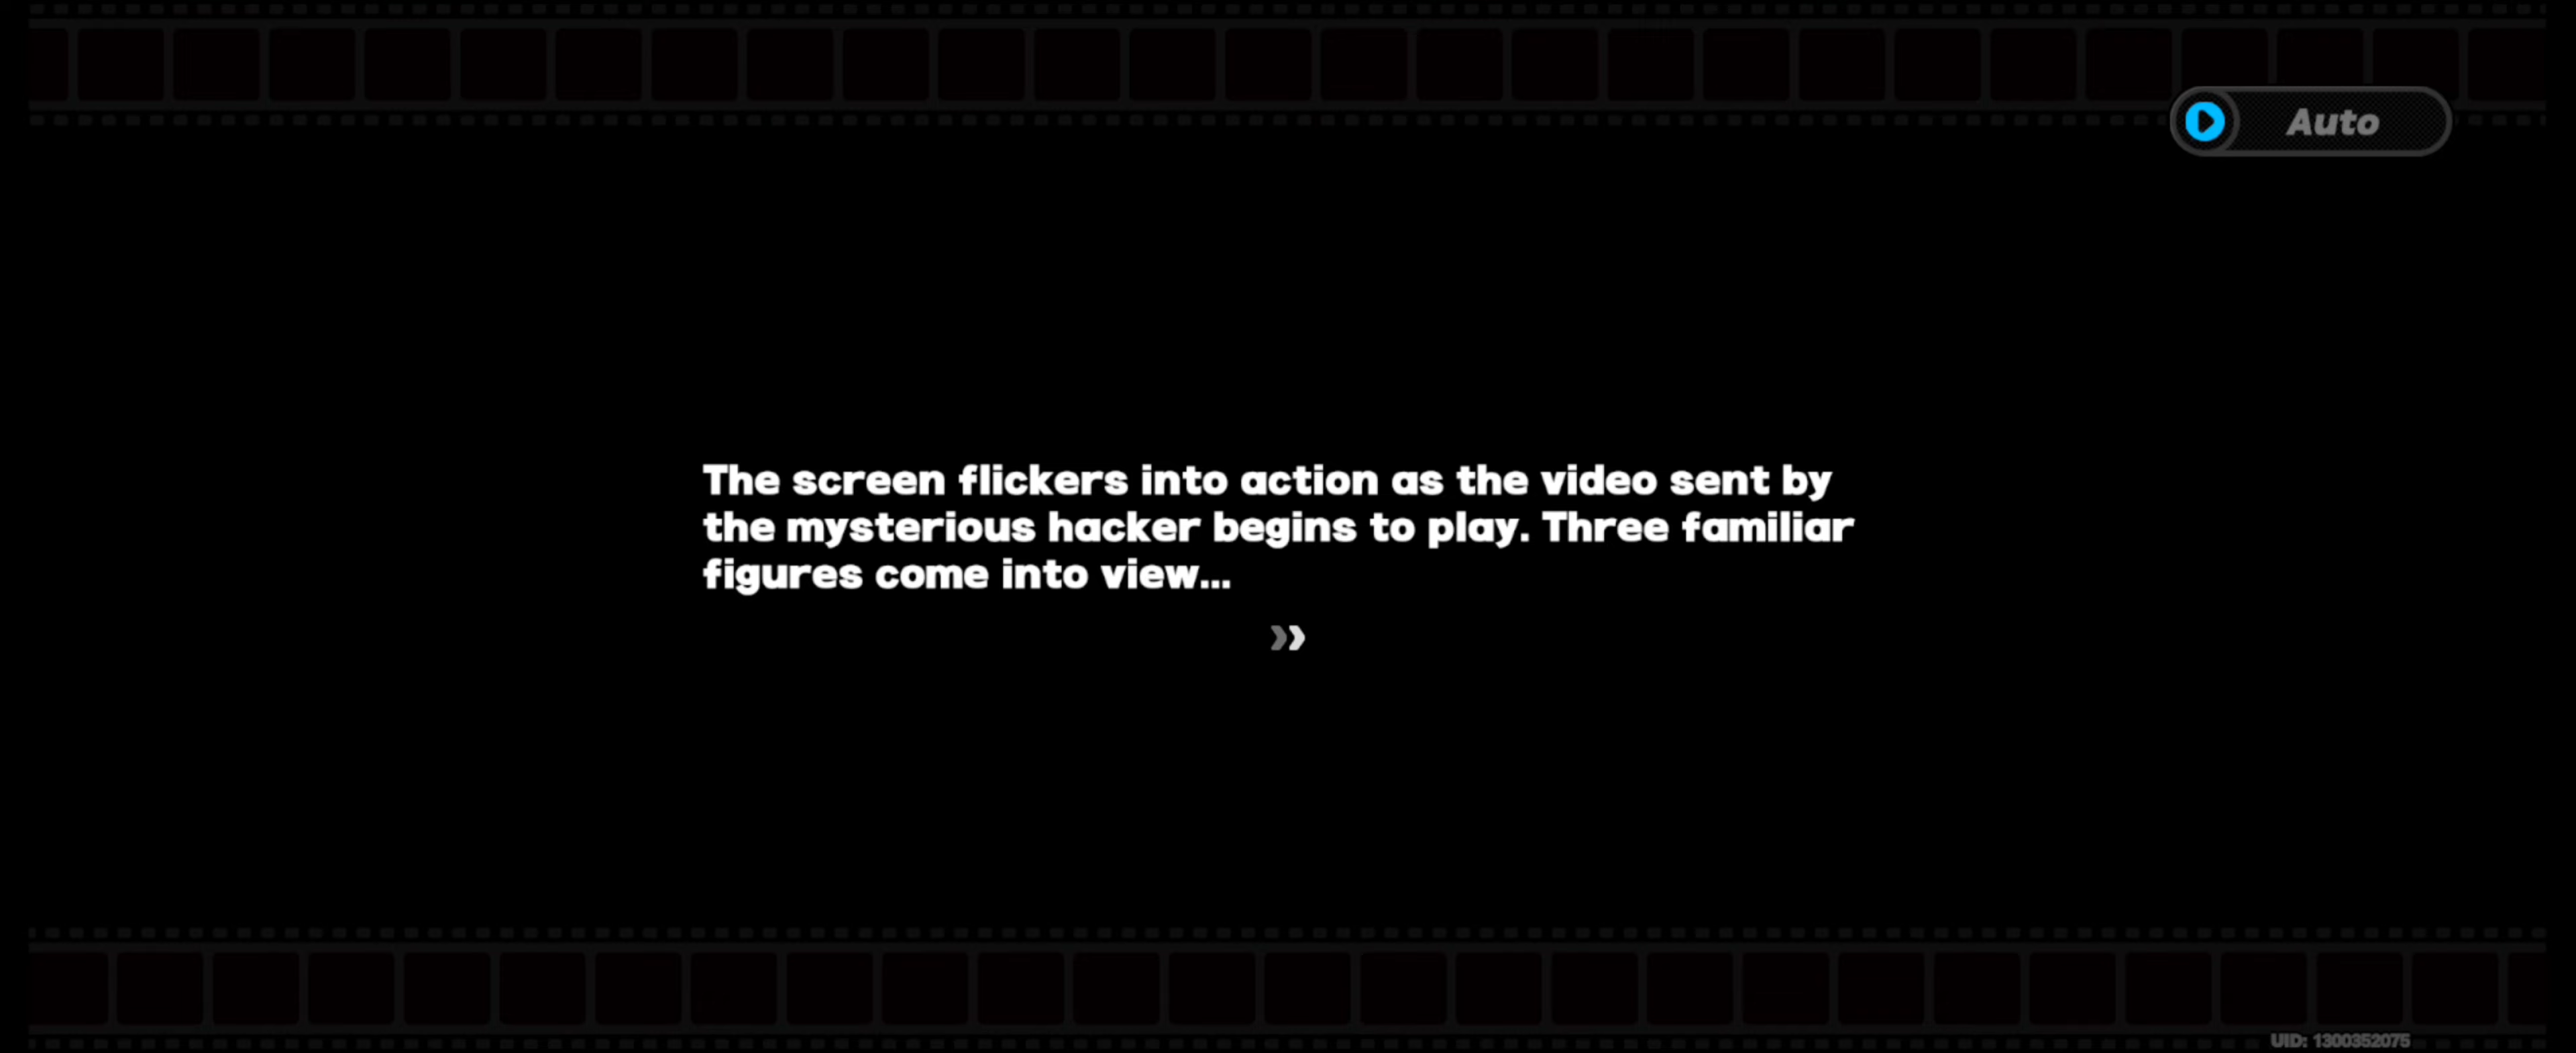 Auto
The screen flickers into action as the video sent by
the mysterious hacker begins to play. Three familiar
figures come into view...
UID: 1300352075